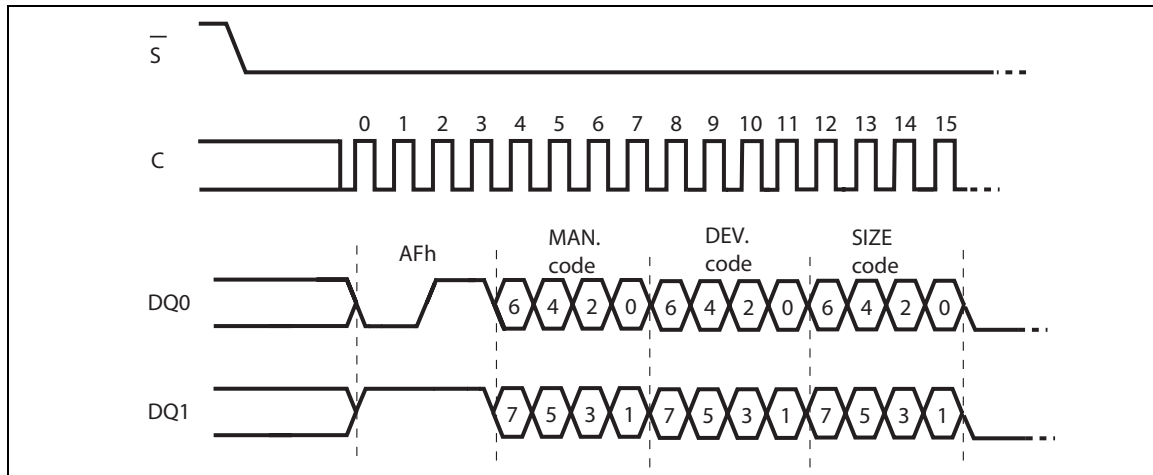 S
0 1 2 3 4 5 6 7 8 9 10 11 12 13 14 15
C
AFh MAN. code DEV. code SIZE code
DQ0 6 4 2 0 6 4 2 0 6 4 2 0
DQ1 7 5 3 1 7 5 3 1 7 5 3 1